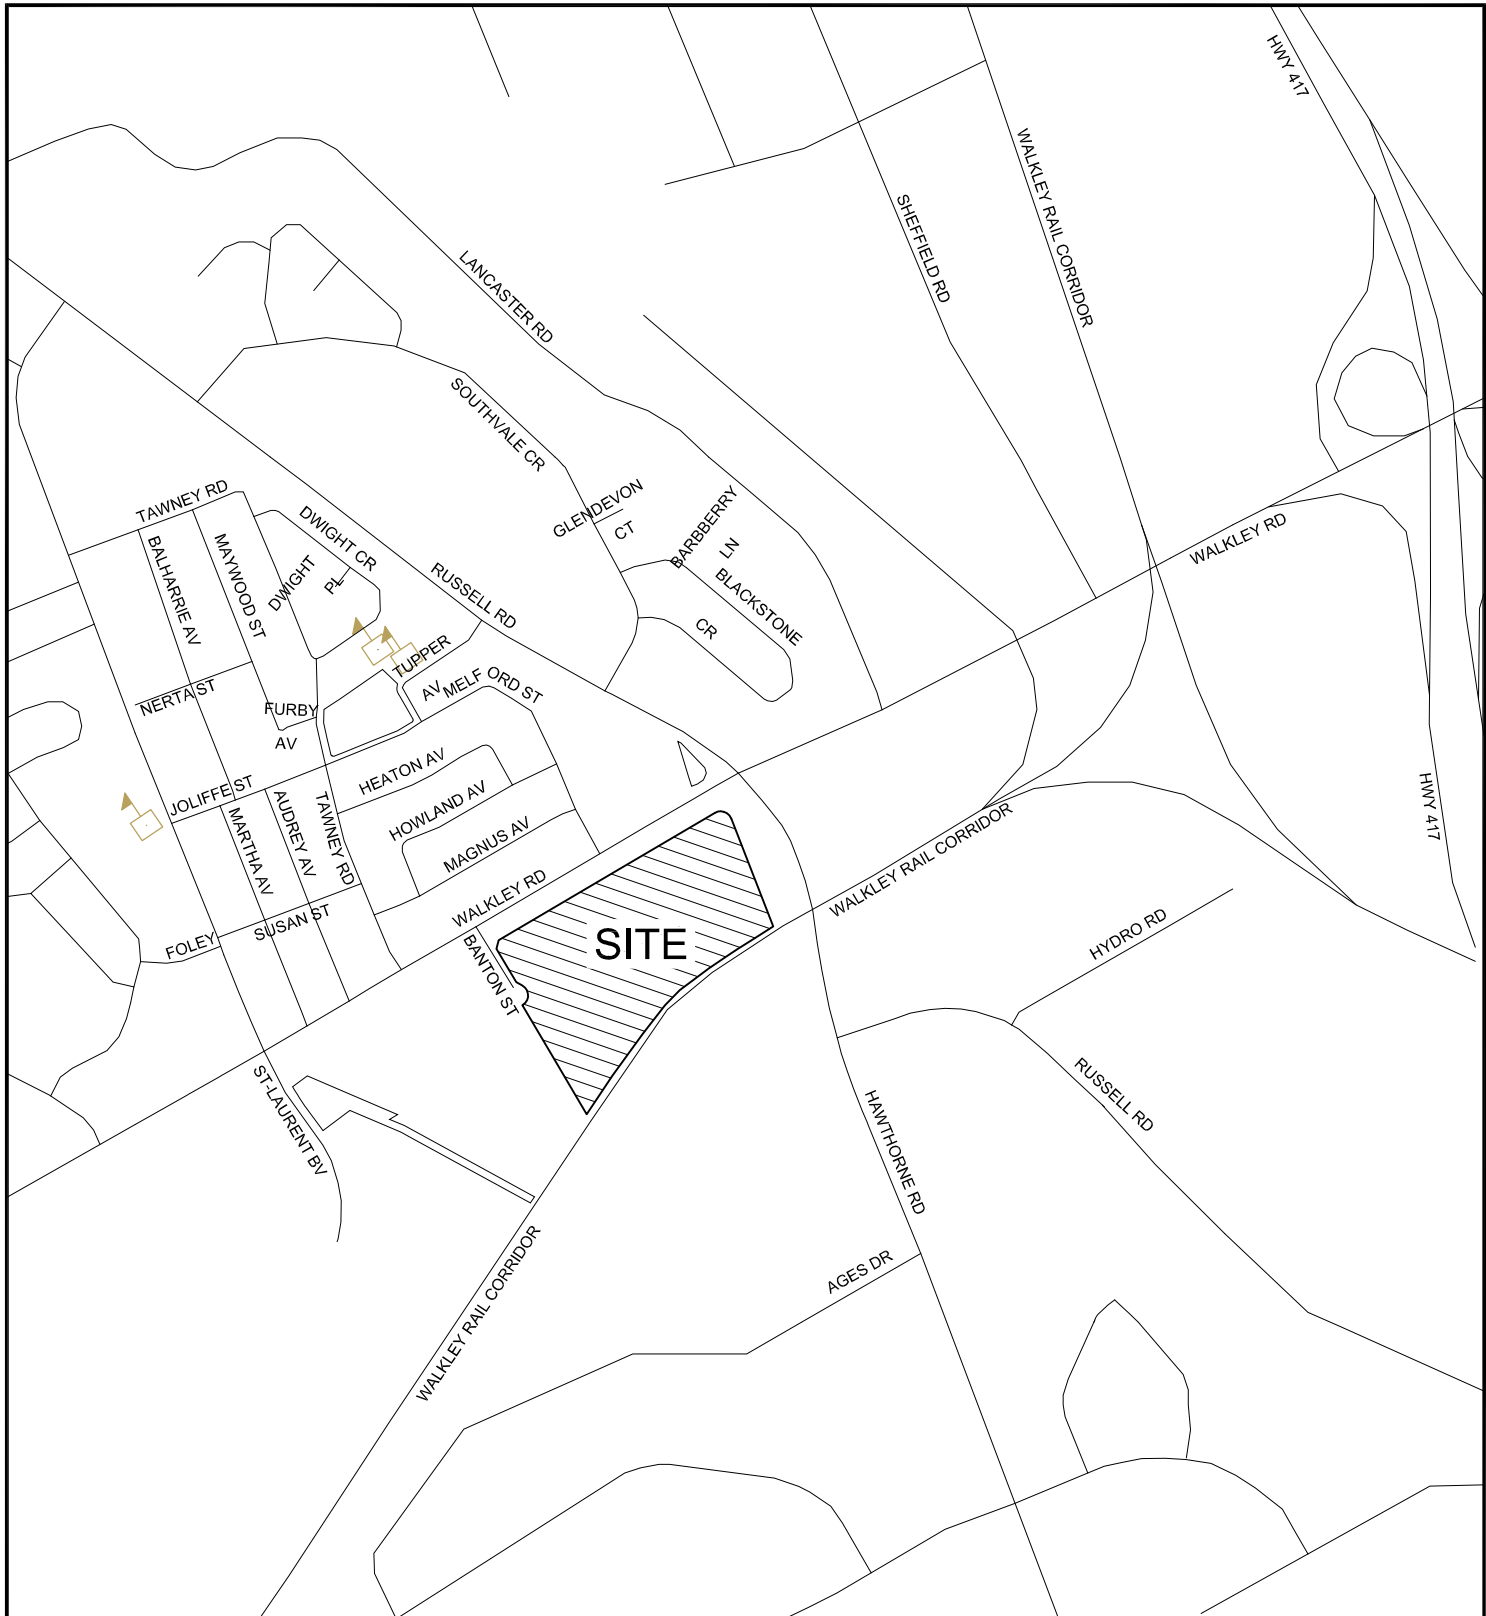 HWY 417
WALKLEY RAIL CORRIDOR
SHEFFIELD RD
LANCASTER RD
SOUTHVALE CR
TAWNEY RD
GLENDEVON
CT
BARBBERRY
LN
DWIGHT CR
WALKLEY RD
BALHARRIE AV
MAYWOOD ST
DWIGHT
PL
RUSSELL RD
BLACKSTONE
CR
TUPPER
AV
MELF ORD ST
NERTA ST
FURBY
AV
HEATON AV
HWY 417
JOLIFFE ST
HOWLAND AV
AUDREY AV
TAWNEY RD
MARTHA AV
MAGNUS AV
WALKLEY RAIL CORRIDOR
WALKLEY RD
SUSAN ST
FOLEY
SITE
HYDRO RD
BANTON ST
ST-LAURENT BV
RUSSELL RD
HAWTHORNE RD
WALKLEY RAIL CORRIDOR
AGES DR